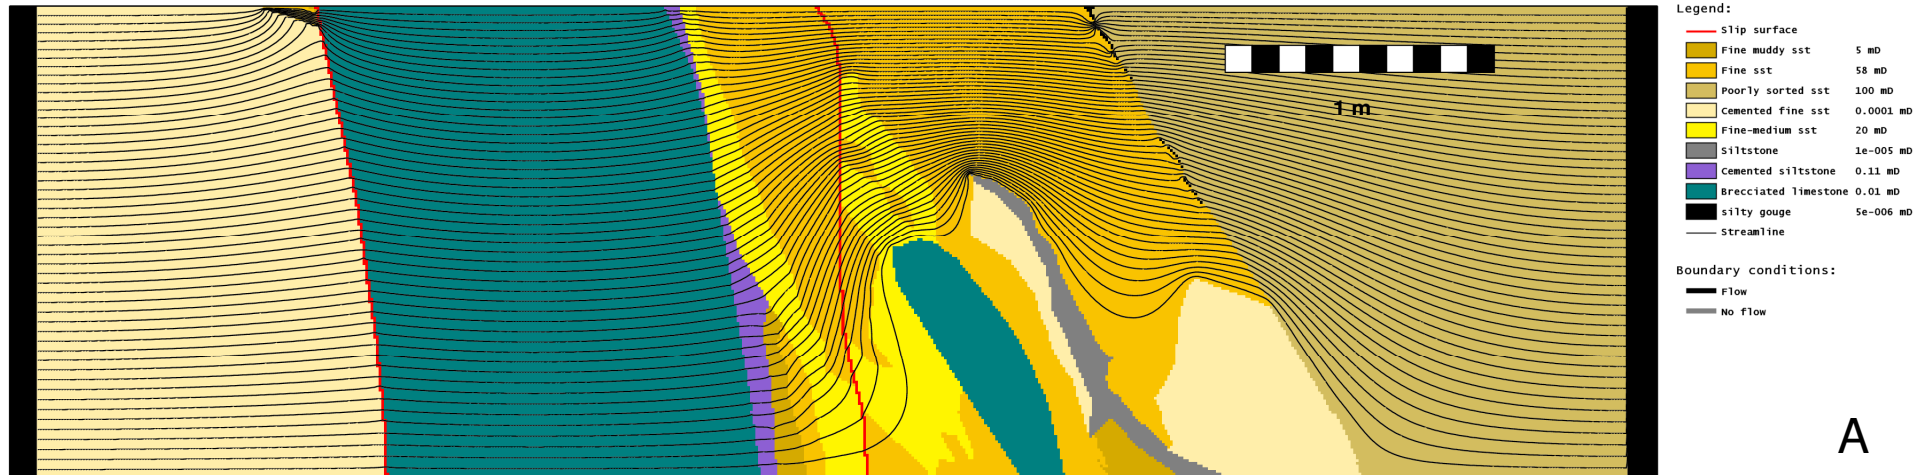 1 m
A
Legend:
Slip surface
Fine muddy sst 5 mD
Fine sst 58 mD
Poorly sorted sst 100 mD
Cemented fine sst 0.0001 mD
Fine-medium sst 20 mD
Siltstone 1e-005 mD
Cemented siltstone 0.11 mD
Brecciated limestone 0.01 mD
silty gouge 5e-006 mD
Streamline
Boundary conditions:
Flow
No flow